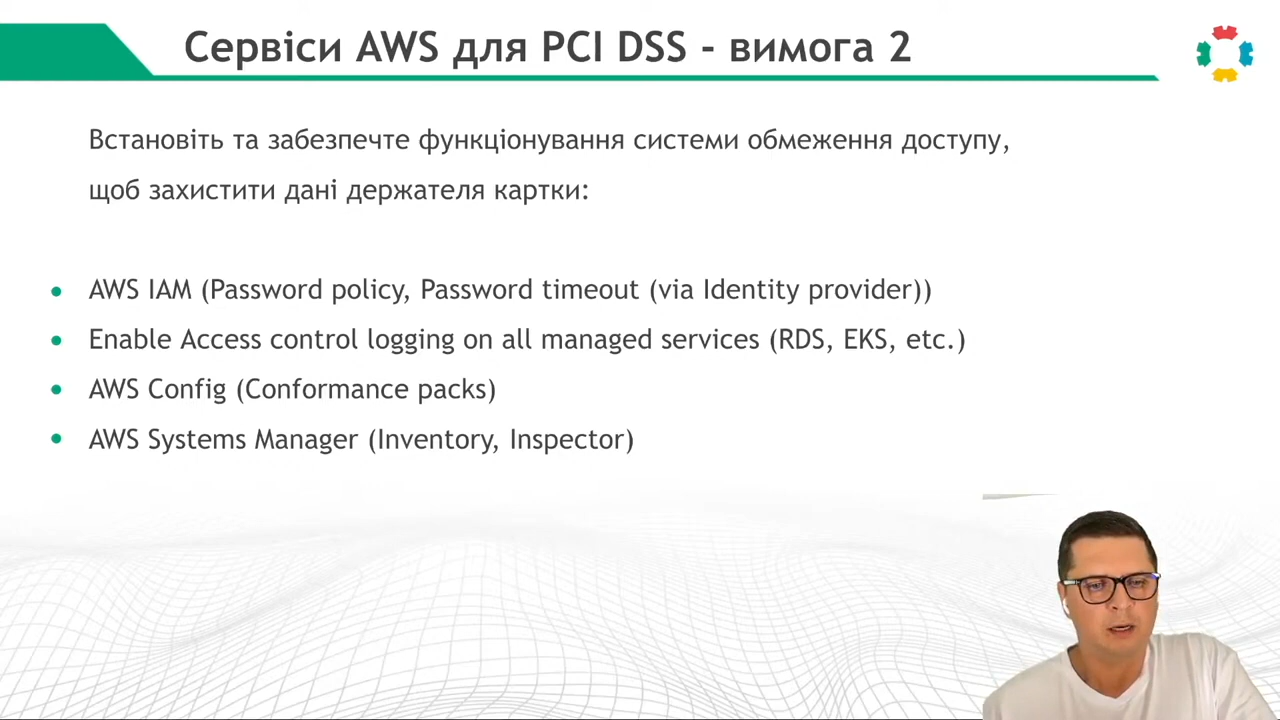 Сервіси AWS для PCI DSS - вимога 2
Встановіть та забезпечте функціонування системи обмеження доступу,
щоб захистити дані держателя картки:
• AWS IAM (Password policy, Password timeout (via Identity provider))
• Enable Access control logging on all managed services (RDS, EKS, etc.)
• AWS Config (Conformance packs)
• AWS Systems Manager (Inventory, Inspector)